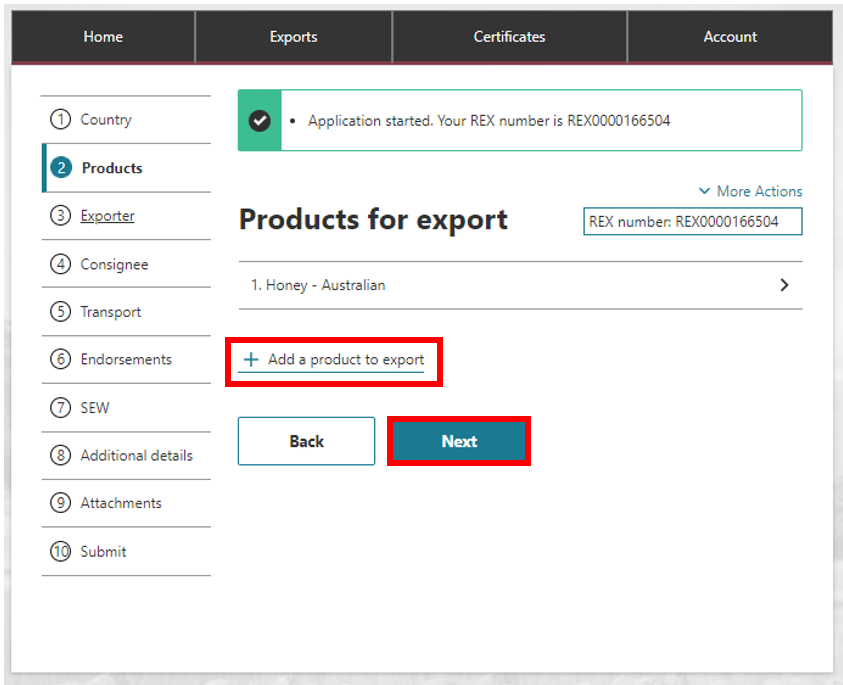 Home
Exports
Certificates
Account
1 Country
2 Products
3 Exporter
4 Consignee
5 Transport
6 Endorsements
7 SEW
8 Additional details
9 Attachments
10 Submit
• Application started. Your REX number is REX0000166504
More Actions
Products for export
REX number: REX0000166504
1. Honey - Australian
+ Add a product to export
Back
Next